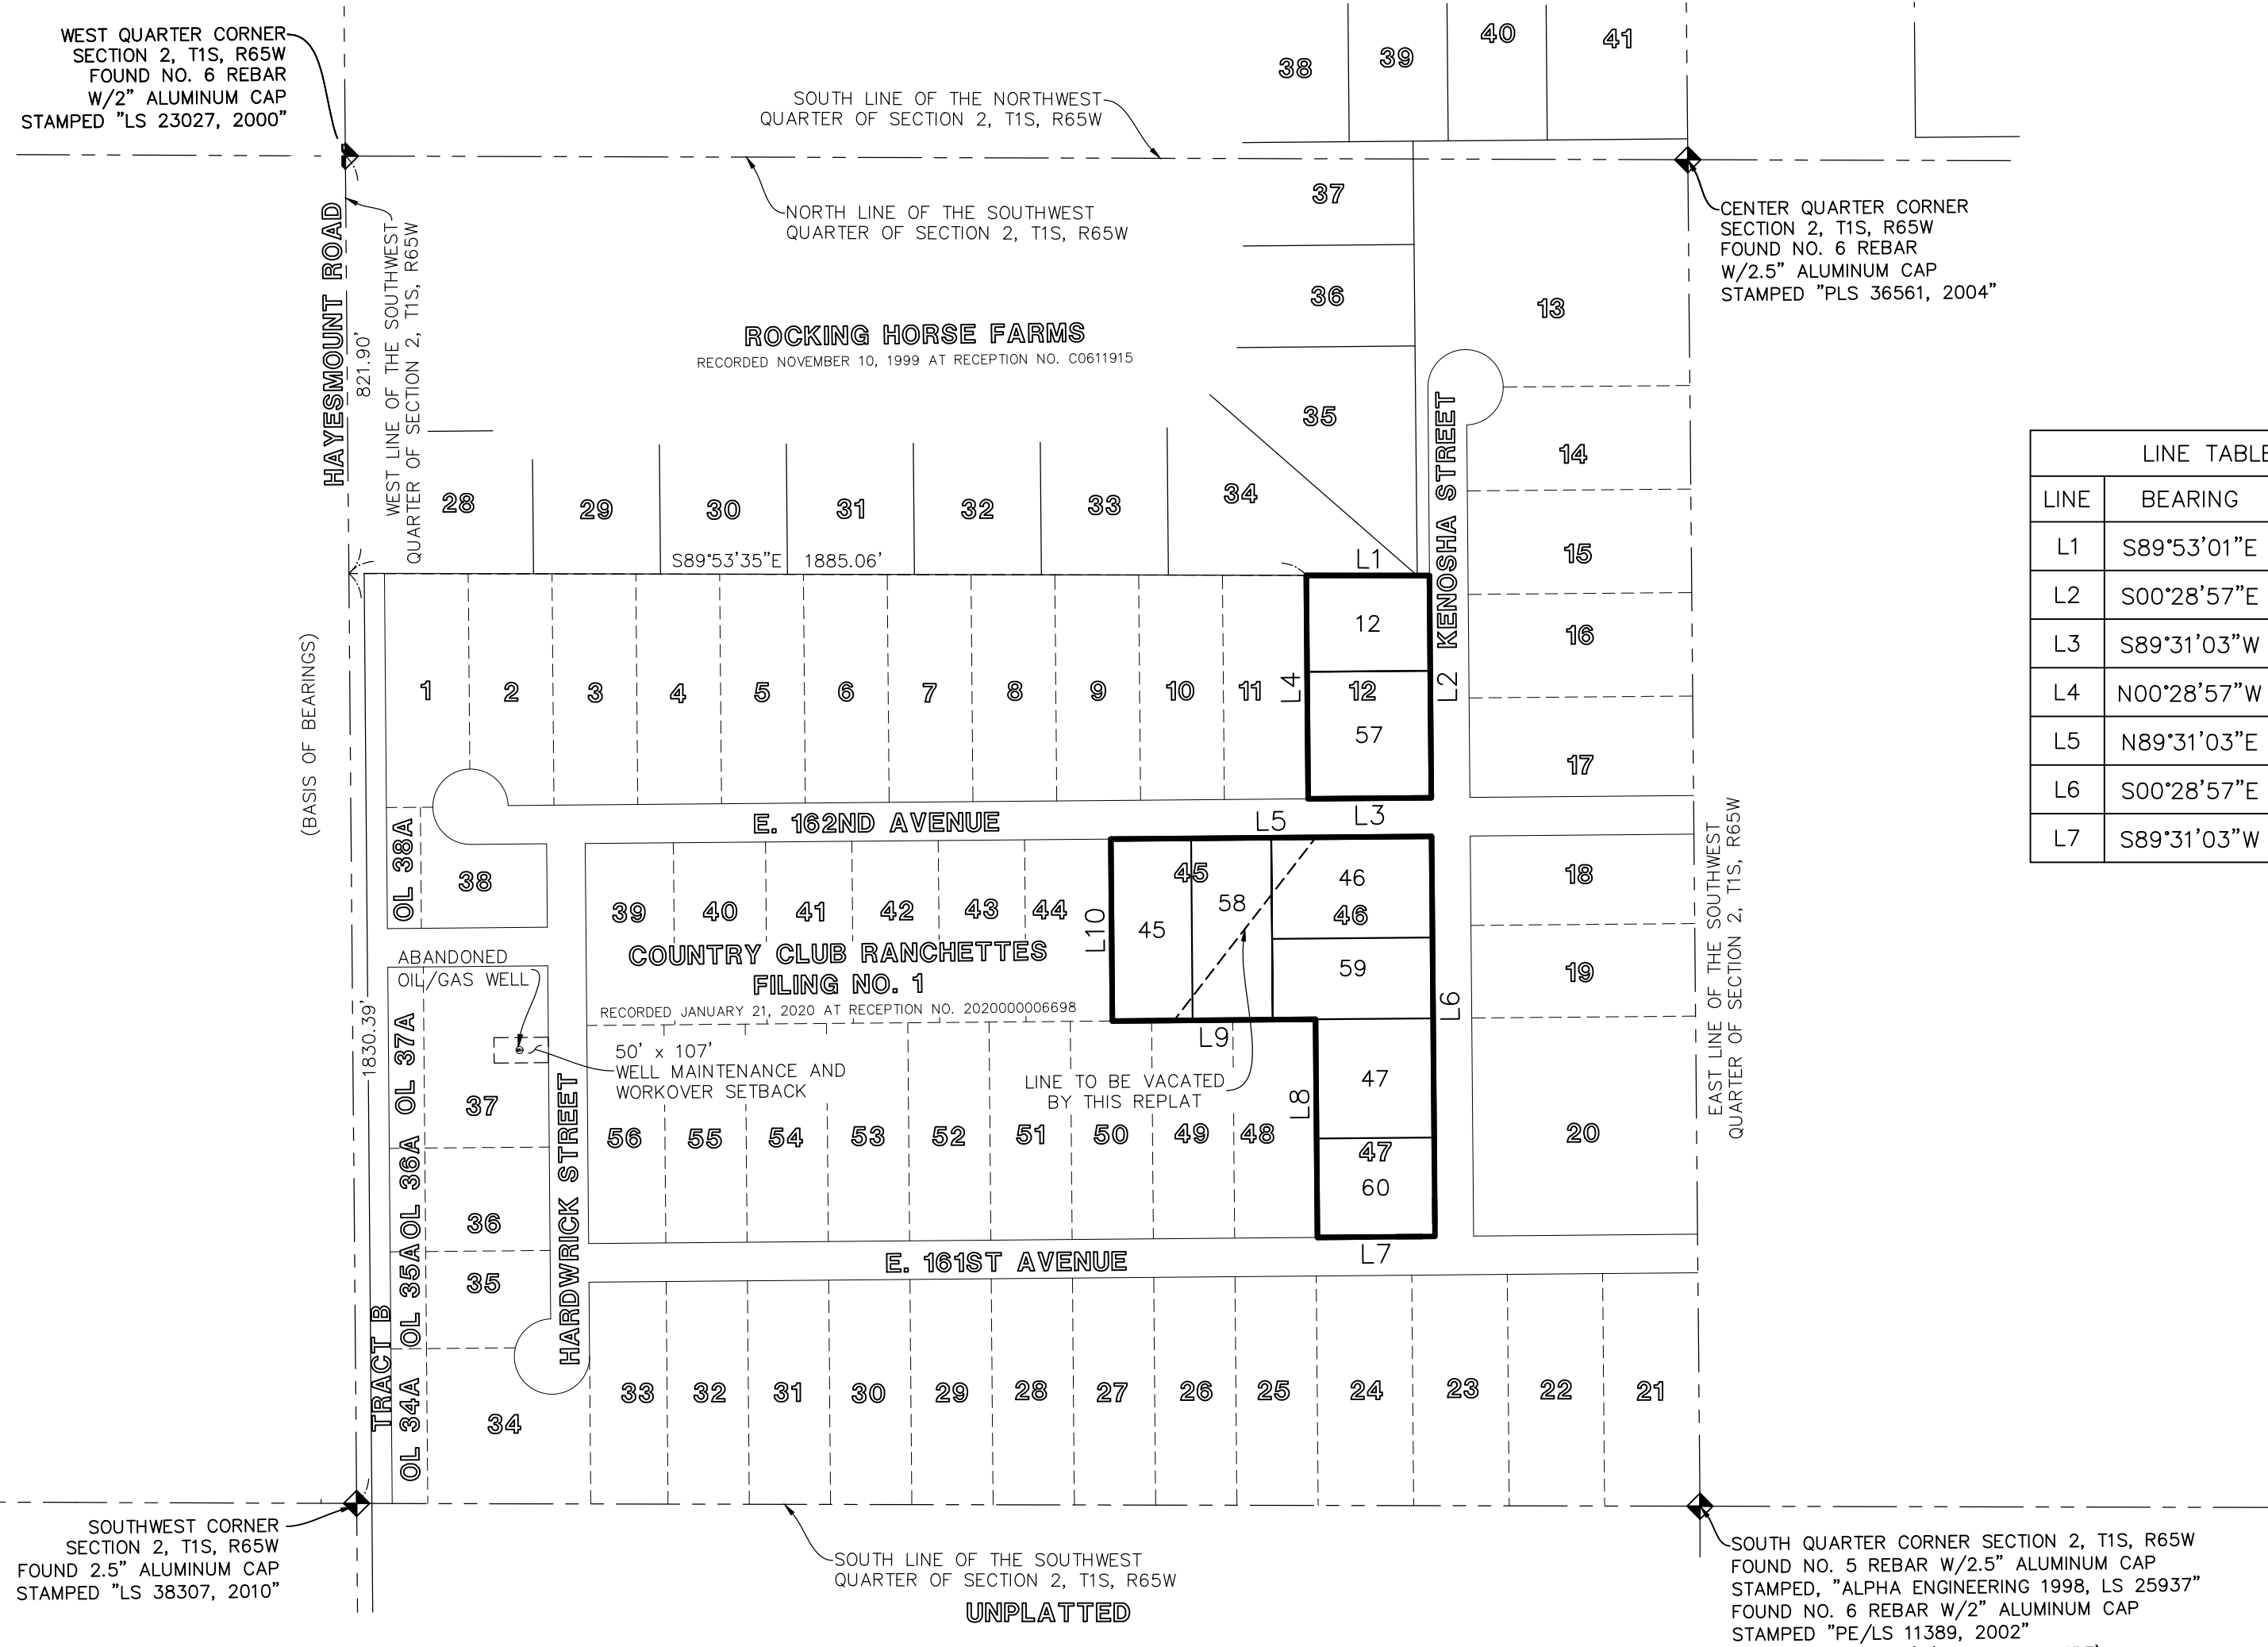 WEST QUARTER CORNER
SECTION 2, T1S, R65W
FOUND NO. 6 REBAR
W/2" ALUMINUM CAP
STAMPED "LS 23027, 2000"
SOUTH LINE OF THE NORTHWEST
QUARTER OF SECTION 2, T1S, R65W
38
39
40
41
NORTH LINE OF THE SOUTHWEST
QUARTER OF SECTION 2, T1S, R65W
CENTER QUARTER CORNER
SECTION 2, T1S, R65W
FOUND NO. 6 REBAR
W/2.5" ALUMINUM CAP
STAMPED "PLS 36561, 2004"
HAYESMOUNT ROAD
821.90'
WEST LINE OF THE SOUTHWEST
QUARTER OF SECTION 2, T1S, R65W
(BASIS OF BEARINGS)
1830.39'
ROCKING HORSE FARMS
RECORDED NOVEMBER 10, 1999 AT RECEPTION NO. C0611915
37
36
35
13
14
15
16
17
KENOSHA STREET
L2
28
29
30
31
32
33
34
S89°53'35"E 1885.06'
L1
1
2
3
4
5
6
7
8
9
10
11
L4
12
12
57
L3
E. 162ND AVENUE
L5
OL 38A
38
39
40
41
42
43
44
L10
45
45
58
46
46
59
L6
18
19
20
EAST LINE OF THE SOUTHWEST
QUARTER OF SECTION 2, T1S, R65W
COUNTRY CLUB RANCHETTES
FILING NO. 1
RECORDED JANUARY 21, 2020 AT RECEPTION NO. 2020000006698
ABANDONED
OIL/GAS WELL
50' x 107'
WELL MAINTENANCE AND
WORKOVER SETBACK
LINE TO BE VACATED
BY THIS REPLAT
L9
L8
47
47
60
L7
OL 37A
37
OL 36A
36
OL 35A
35
OL 34A
34
TRACT B
HARDWRICK STREET
56
55
54
53
52
51
50
49
48
E. 161ST AVENUE
33
32
31
30
29
28
27
26
25
24
23
22
21
LINE TABLE
LINE BEARING
L1 S89°53'01"E
L2 S00°28'57"E
L3 S89°31'03"W
L4 N00°28'57"W
L5 N89°31'03"E
L6 S00°28'57"E
L7 S89°31'03"W
SOUTHWEST CORNER
SECTION 2, T1S, R65W
FOUND 2.5" ALUMINUM CAP
STAMPED "LS 38307, 2010"
SOUTH LINE OF THE SOUTHWEST
QUARTER OF SECTION 2, T1S, R65W
UNPLATTED
SOUTH QUARTER CORNER SECTION 2, T1S, R65W
FOUND NO. 5 REBAR W/2.5" ALUMINUM CAP
STAMPED, "ALPHA ENGINEERING 1998, LS 25937"
FOUND NO. 6 REBAR W/2" ALUMINUM CAP
STAMPED "PE/LS 11389, 2002"